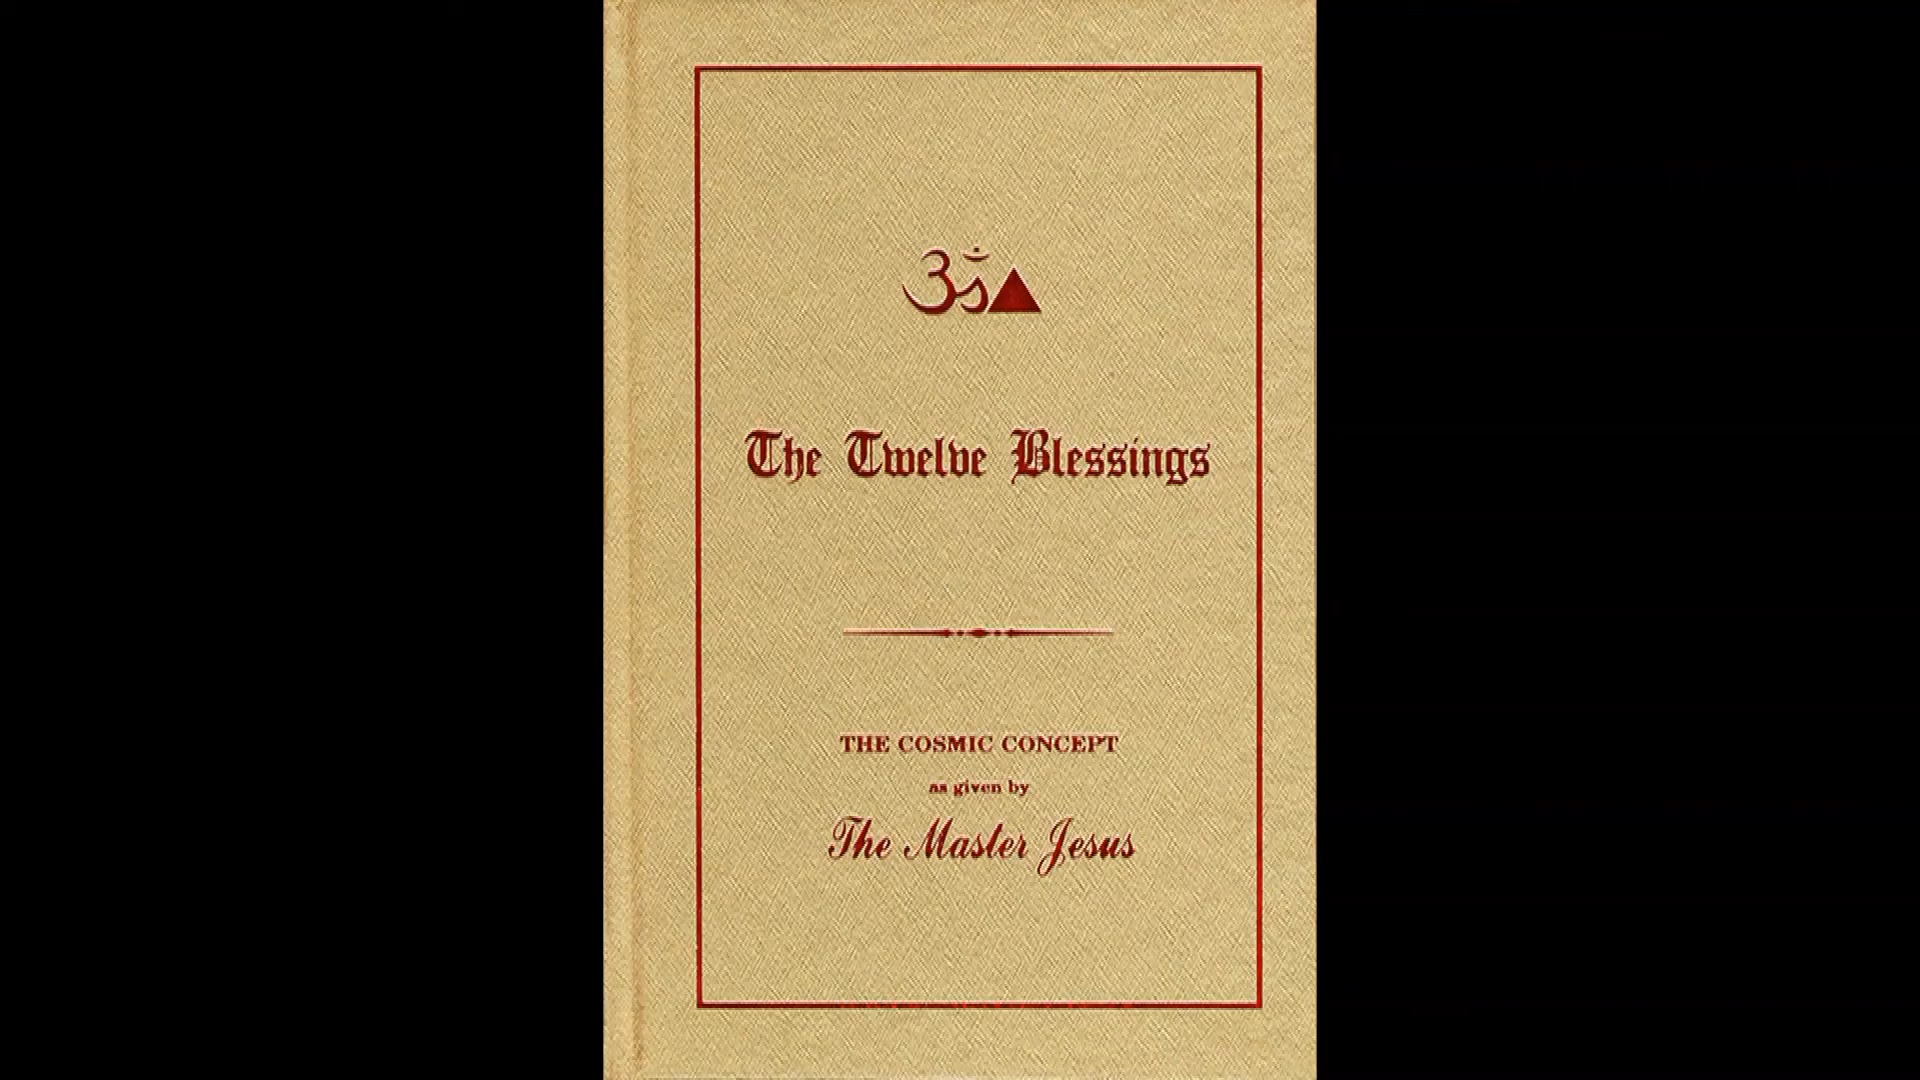 ॐ
The Twelve Blessings
THE COSMIC CONCEPT
as given by
The Master Jesus